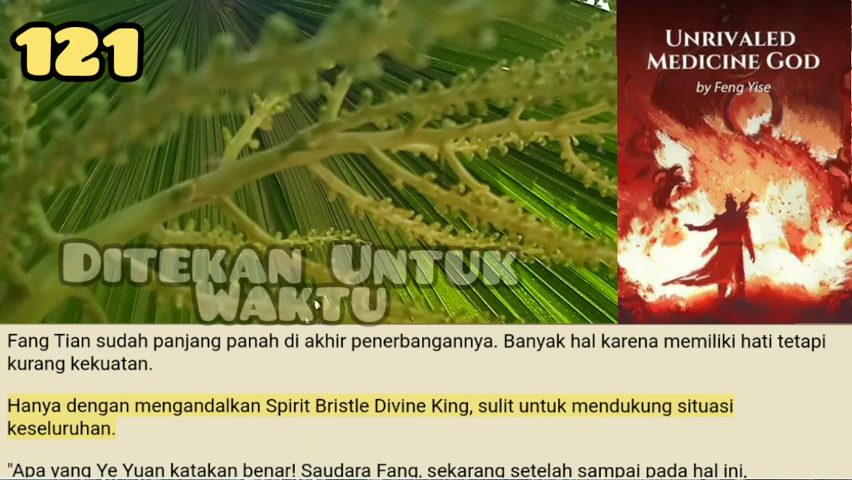 121
UNRIVALED
MEDICINE GOD
by Feng Yise
DITEKAN UNTUK
WAKTU
Fang Tian sudah panjang panah di akhir penerbangannya. Banyak hal karena memiliki hati tetapi
kurang kekuatan.
Hanya dengan mengandalkan Spirit Bristle Divine King, sulit untuk mendukung situasi
keseluruhan.
"Apa yang Ye Yuan katakan benar! Saudara Fang, sekarang setelah sampai pada hal ini,